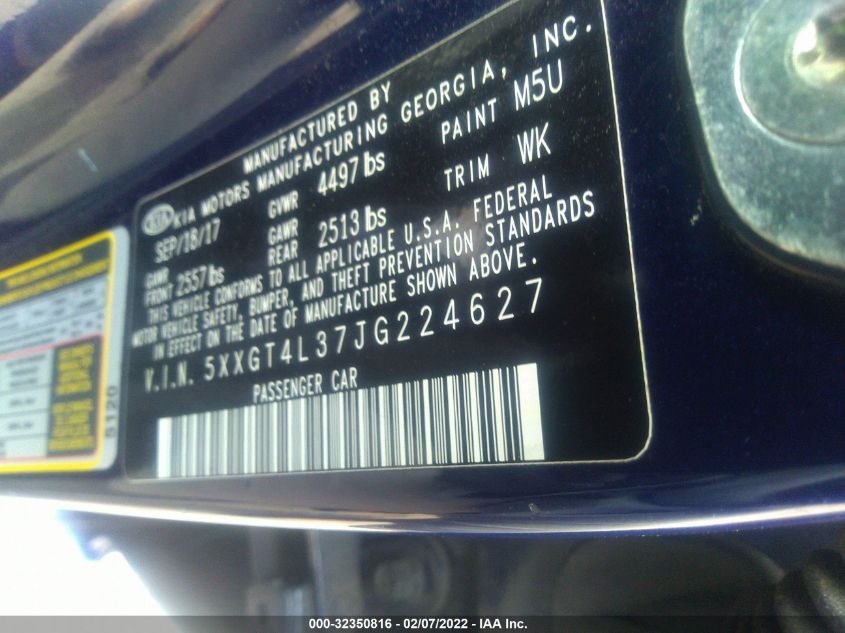 MANUFACTURED BY
KIA KIA MOTORS MANUFACTURING GEORGIA, INC.
SEP/18/17 GVWR 4497 lbs PAINT M5U
GAWR FRONT 2557 lbs GAWR REAR 2513 lbs TRIM WK
THIS VEHICLE CONFORMS TO ALL APPLICABLE U.S.A. FEDERAL
MOTOR VEHICLE SAFETY, BUMPER, AND THEFT PREVENTION STANDARDS
IN EFFECT ON THE DATE OF MANUFACTURE SHOWN ABOVE.
V.I.N. 5XXGT4L37JG224627
PASSENGER CAR
5120
000-32350816 - 02/07/2022 - IAA Inc.